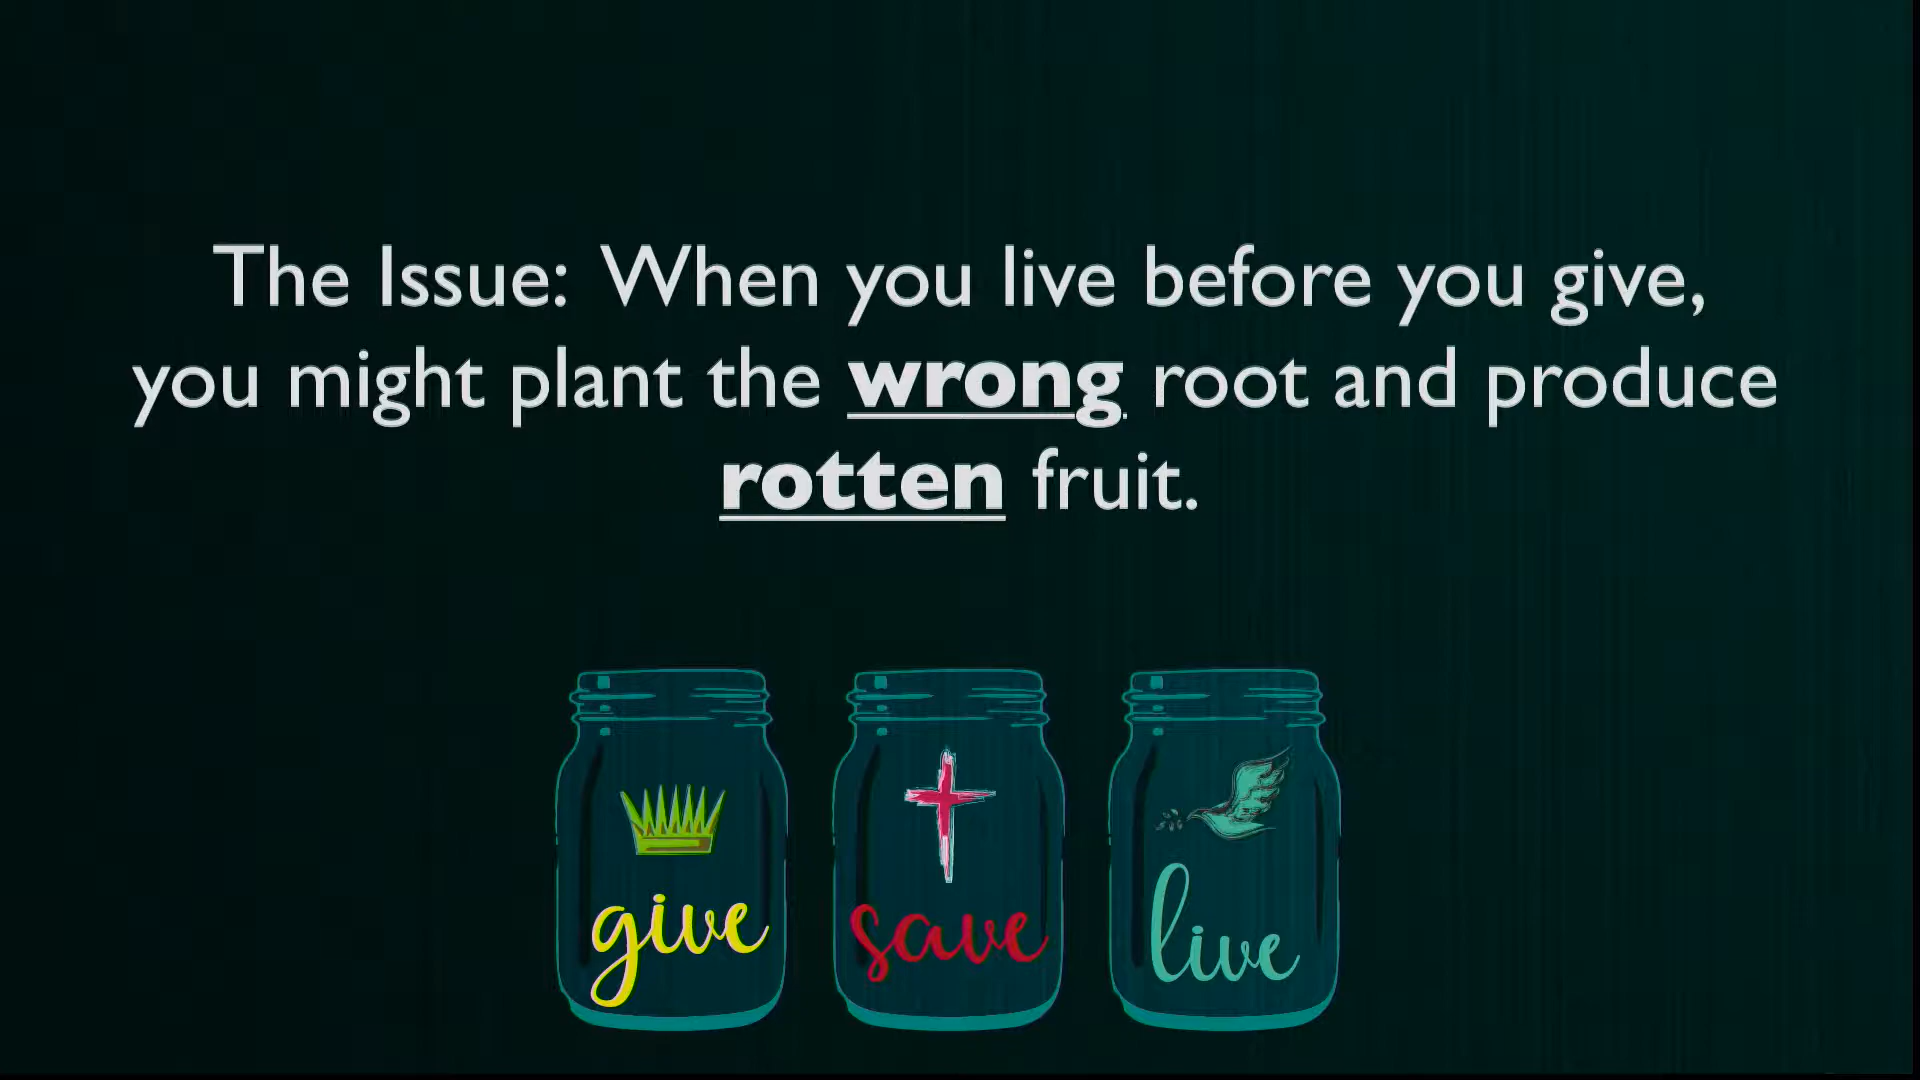 The Issue: When you live before you give,
you might plant the wrong root and produce
rotten fruit.
give
save
live